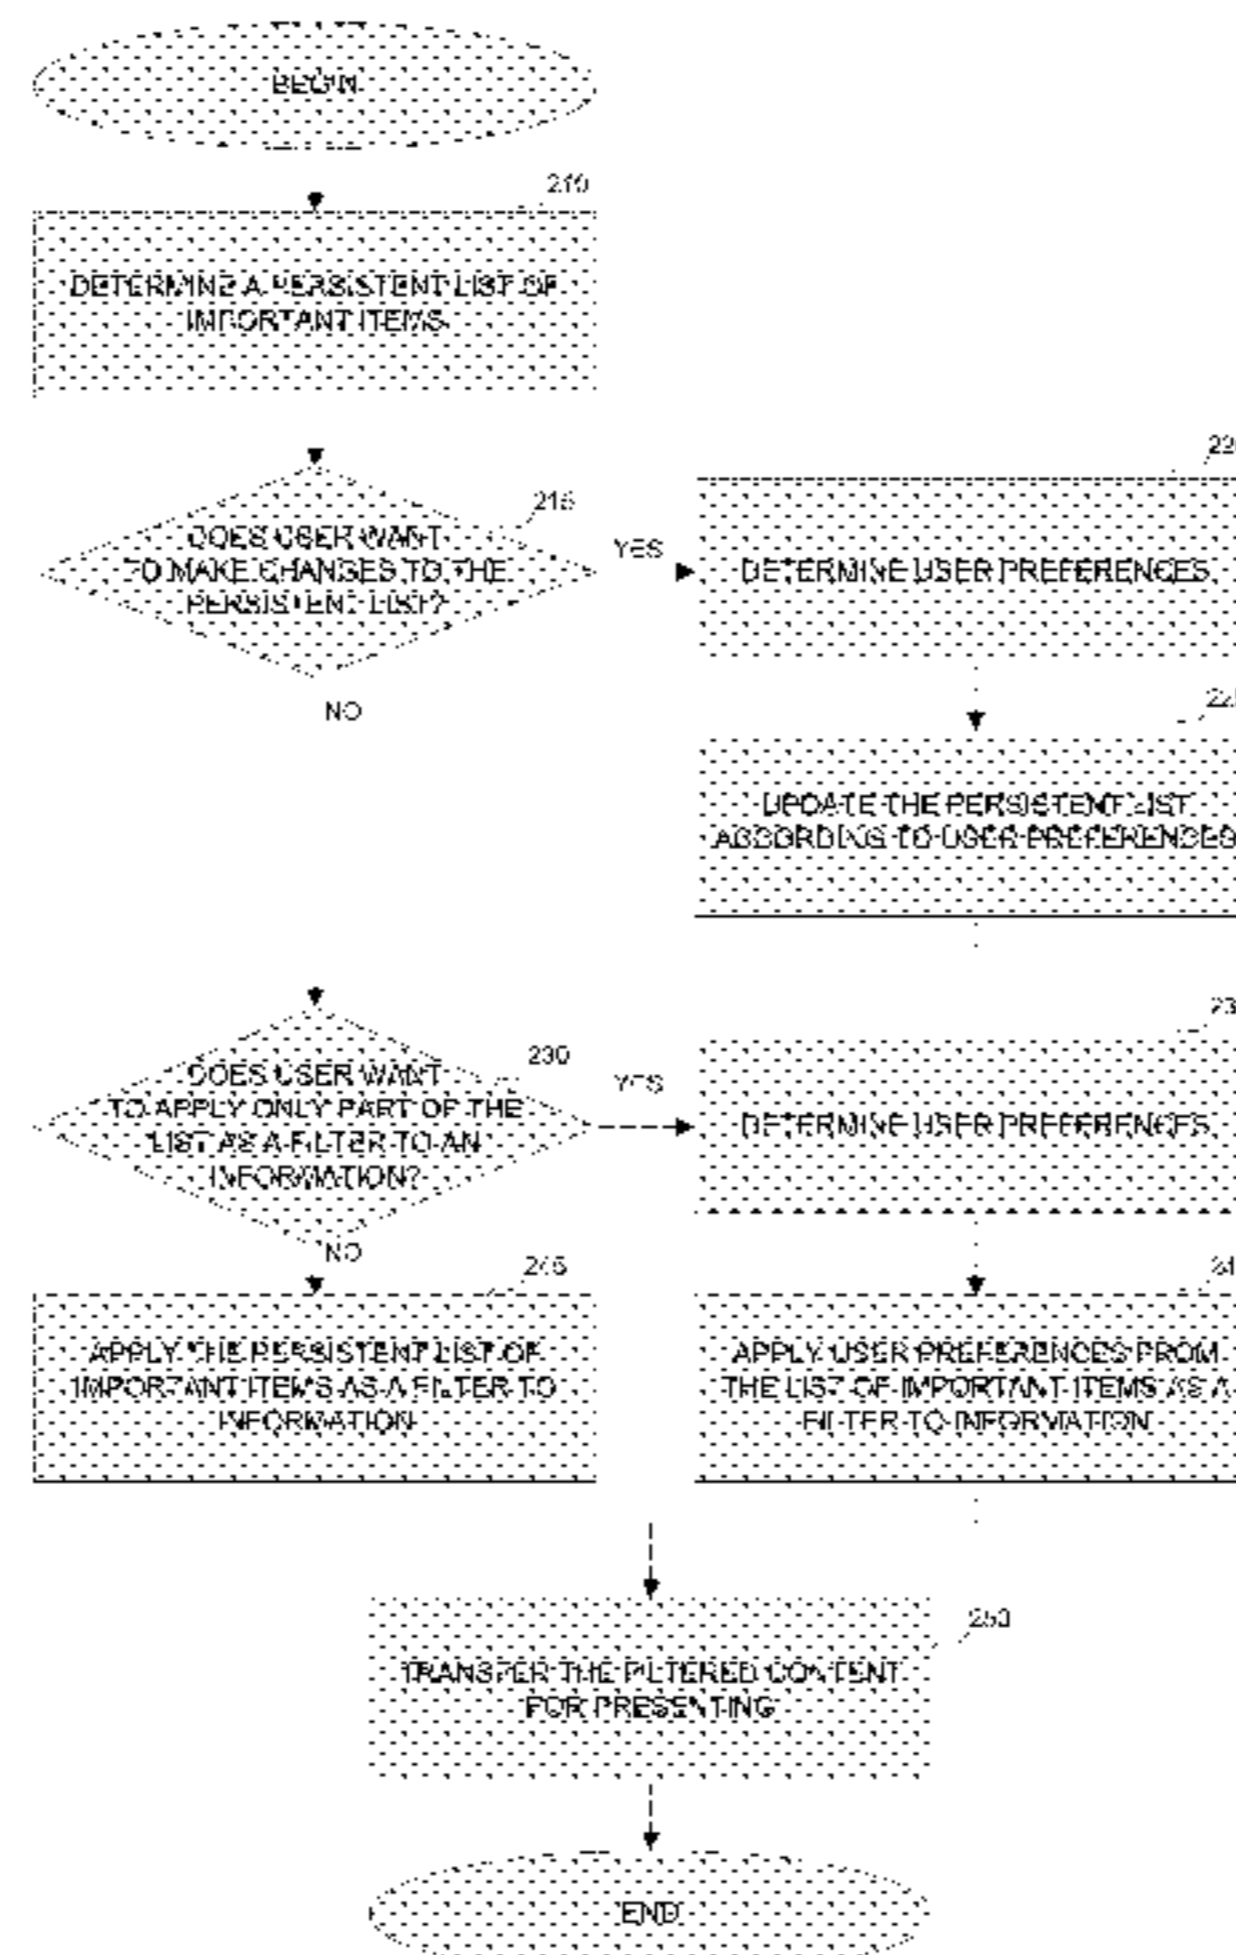 BEGIN
210
DETERMINE A PERSISTENT LIST OF
IMPORTANT ITEMS
215
DOES USER WANT
TO MAKE CHANGES TO THE
PERSISTENT LIST?
YES
NO
DETERMINE USER PREFERENCES
UPDATE THE PERSISTENT LIST
ACCORDING TO USER PREFERENCES
230
DOES USER WANT
TO APPLY ONLY PART OF THE
LIST AS A FILTER TO AN
INFORMATION?
YES
NO
DETERMINE USER PREFERENCES
245
APPLY THE PERSISTENT LIST OF
IMPORTANT ITEMS AS A FILTER TO
INFORMATION
APPLY USER PREFERENCES FROM
THE LIST OF IMPORTANT ITEMS AS A
FILTER TO INFORMATION
250
TRANSFER THE FILTERED CONTENT
FOR PRESENTING
END